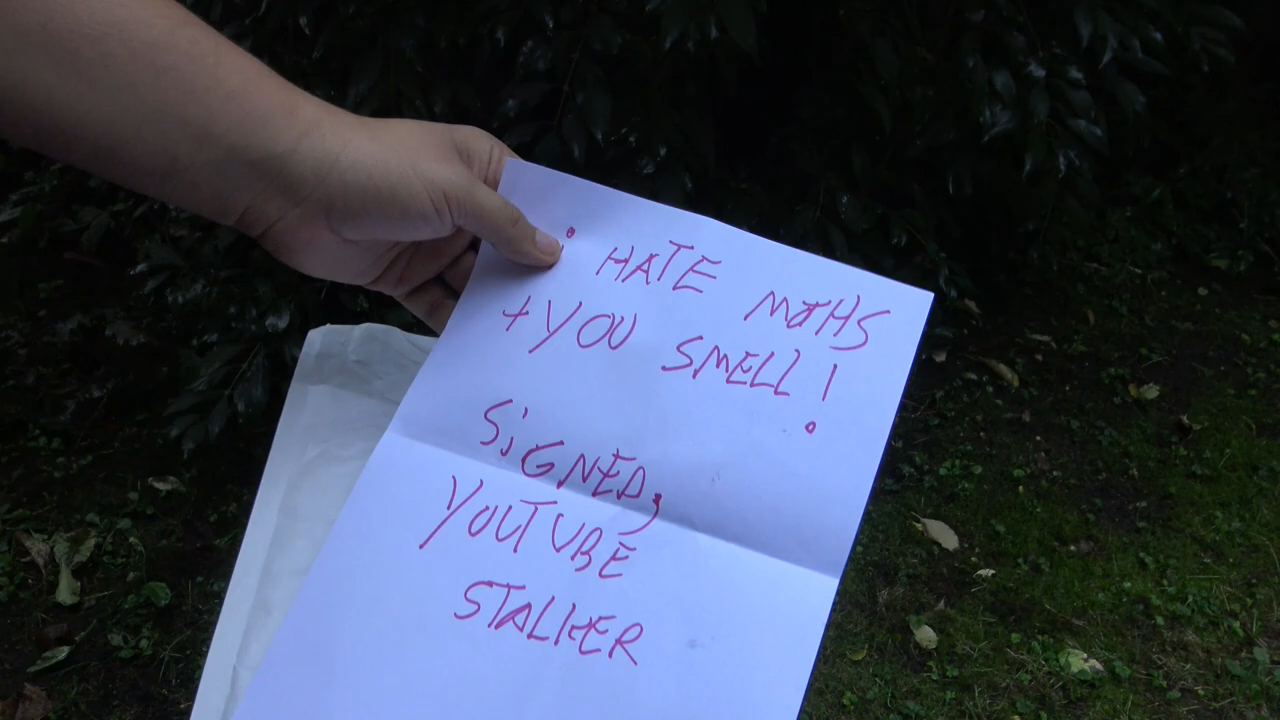 i HATE MATHS
+ YOU SMELL!
SiGNED,
YOUTUBE
STALKER